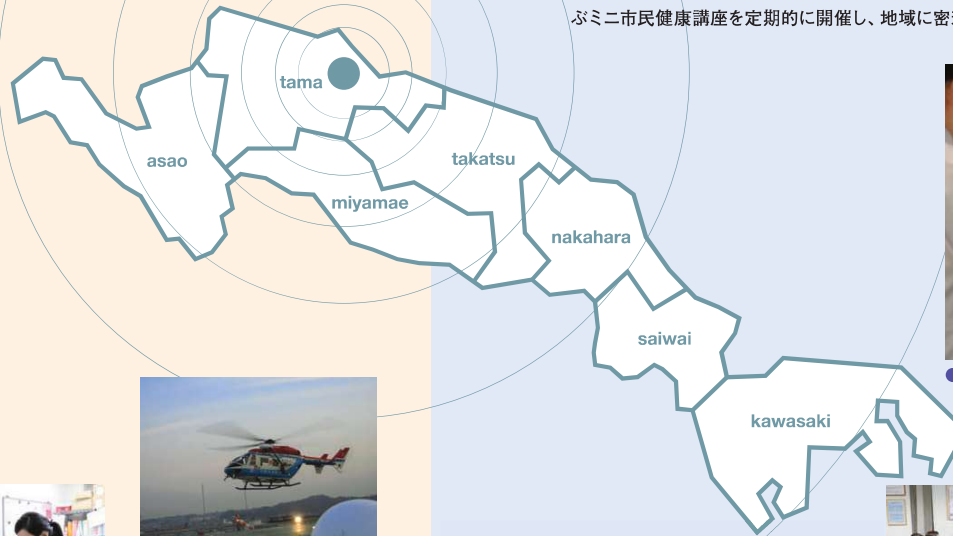 ぶミニ市民健康講座を定期的に開催し、地域に密
tama
asao
takatsu
miyamae
nakahara
saiwai
kawasaki